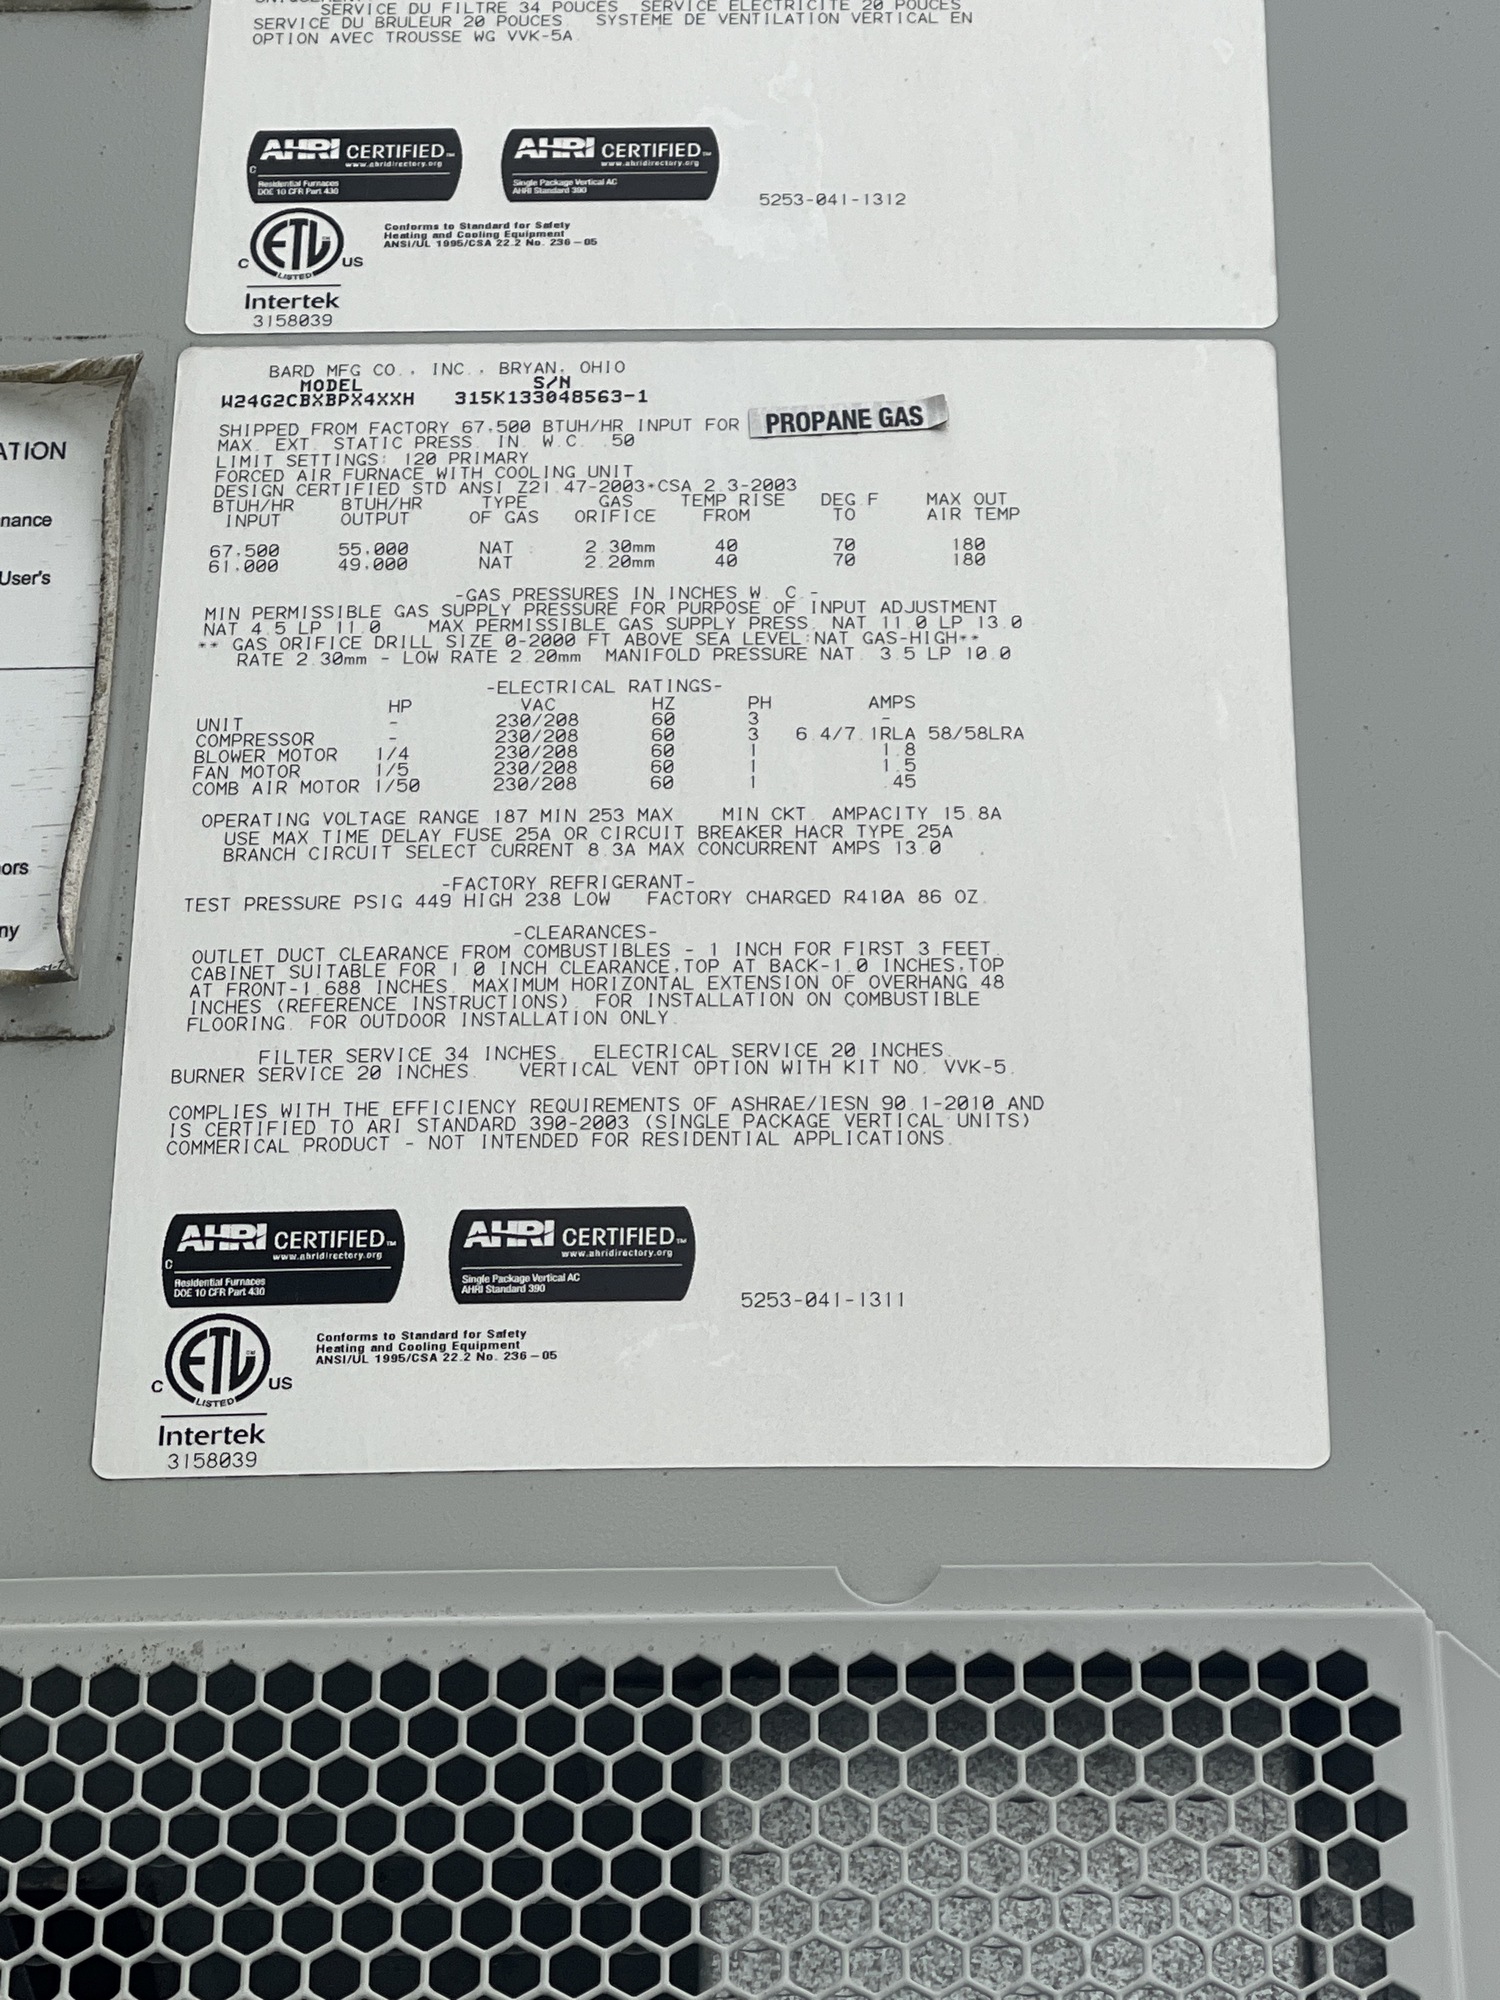 SERVICE DU FILTRE 34 POUCES SERVICE ELECTRICITE 20 POUCES
SERVICE DU BRULEUR 20 POUCES. SYSTEME DE VENTILATION VERTICAL EN
OPTION AVEC TROUSSE WG VVK-5A
AHRI CERTIFIED™
www.ahridirectory.org
C
Residential Furnaces
DOE 10 CFR Part 430
AHRI CERTIFIED™
www.ahridirectory.org
Single Package Vertical AC
AHRI Standard 390
5253-041-1312
C ETL US
LISTED
Conforms to Standard for Safety
Heating and Cooling Equipment
ANSI/UL 1995/CSA 22.2 No. 236 - 05
Intertek
3158039
ATION
nance
User's
ors
ny
BARD MFG CO., INC., BRYAN, OHIO
MODEL S/N
W24G2CBXBPX4XXH 315K133048563-1
SHIPPED FROM FACTORY 67,500 BTUH/HR INPUT FOR PROPANE GAS
MAX. EXT. STATIC PRESS. IN. W.C. .50
LIMIT SETTINGS: 120 PRIMARY
FORCED AIR FURNACE WITH COOLING UNIT
DESIGN CERTIFIED STD ANSI Z21.47-2003*CSA 2.3-2003
BTUH/HR BTUH/HR TYPE GAS TEMP RISE DEG F MAX OUT
INPUT OUTPUT OF GAS ORIFICE FROM TO AIR TEMP
67,500 55,000 NAT 2.30mm 40 70 180
61,000 49,000 NAT 2.20mm 40 70 180
-GAS PRESSURES IN INCHES W. C.-
MIN PERMISSIBLE GAS SUPPLY PRESSURE FOR PURPOSE OF INPUT ADJUSTMENT
NAT 4.5 LP 11.0 MAX PERMISSIBLE GAS SUPPLY PRESS. NAT 11.0 LP 13.0
** GAS ORIFICE DRILL SIZE 0-2000 FT ABOVE SEA LEVEL:NAT GAS-HIGH**
RATE 2.30mm - LOW RATE 2.20mm MANIFOLD PRESSURE NAT. 3.5 LP 10.0
-ELECTRICAL RATINGS-
HP VAC HZ PH AMPS
UNIT - 230/208 60 3 -
COMPRESSOR - 230/208 60 3 6.4/7.1RLA 58/58LRA
BLOWER MOTOR 1/4 230/208 60 1 1.8
FAN MOTOR 1/5 230/208 60 1 1.5
COMB AIR MOTOR 1/50 230/208 60 1 .45
OPERATING VOLTAGE RANGE 187 MIN 253 MAX MIN CKT. AMPACITY 15.8A
USE MAX TIME DELAY FUSE 25A OR CIRCUIT BREAKER HACR TYPE 25A
BRANCH CIRCUIT SELECT CURRENT 8.3A MAX CONCURRENT AMPS 13.0
-FACTORY REFRIGERANT-
TEST PRESSURE PSIG 449 HIGH 238 LOW FACTORY CHARGED R410A 86 OZ.
-CLEARANCES-
OUTLET DUCT CLEARANCE FROM COMBUSTIBLES - 1 INCH FOR FIRST 3 FEET.
CABINET SUITABLE FOR 1.0 INCH CLEARANCE,TOP AT BACK-1.0 INCHES,TOP
AT FRONT-1.688 INCHES. MAXIMUM HORIZONTAL EXTENSION OF OVERHANG 48
INCHES (REFERENCE INSTRUCTIONS). FOR INSTALLATION ON COMBUSTIBLE
FLOORING. FOR OUTDOOR INSTALLATION ONLY.
FILTER SERVICE 34 INCHES. ELECTRICAL SERVICE 20 INCHES.
BURNER SERVICE 20 INCHES. VERTICAL VENT OPTION WITH KIT NO. VVK-5.
COMPLIES WITH THE EFFICIENCY REQUIREMENTS OF ASHRAE/IESN 90.1-2010 AND
IS CERTIFIED TO ARI STANDARD 390-2003 (SINGLE PACKAGE VERTICAL UNITS)
COMMERICAL PRODUCT - NOT INTENDED FOR RESIDENTIAL APPLICATIONS.
AHRI CERTIFIED™
www.ahridirectory.org
C
Residential Furnaces
DOE 10 CFR Part 430
AHRI CERTIFIED™
www.ahridirectory.org
Single Package Vertical AC
AHRI Standard 390
5253-041-1311
C ETL US
LISTED
Conforms to Standard for Safety
Heating and Cooling Equipment
ANSI/UL 1995/CSA 22.2 No. 236 - 05
Intertek
3158039